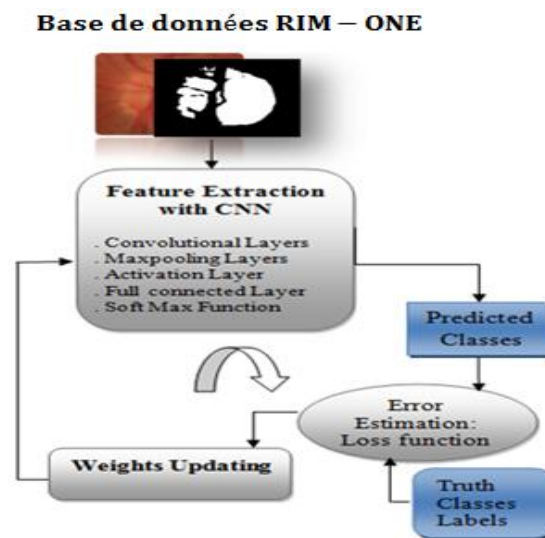 Base de données RIM – ONE
Feature Extraction
with CNN
. Convolutional Layers
. Maxpooling Layers
. Activation Layer
. Full connected Layer
. Soft Max Function
Predicted
Classes
Error
Estimation:
Loss function
Weights Updating
Truth
Classes
Labels